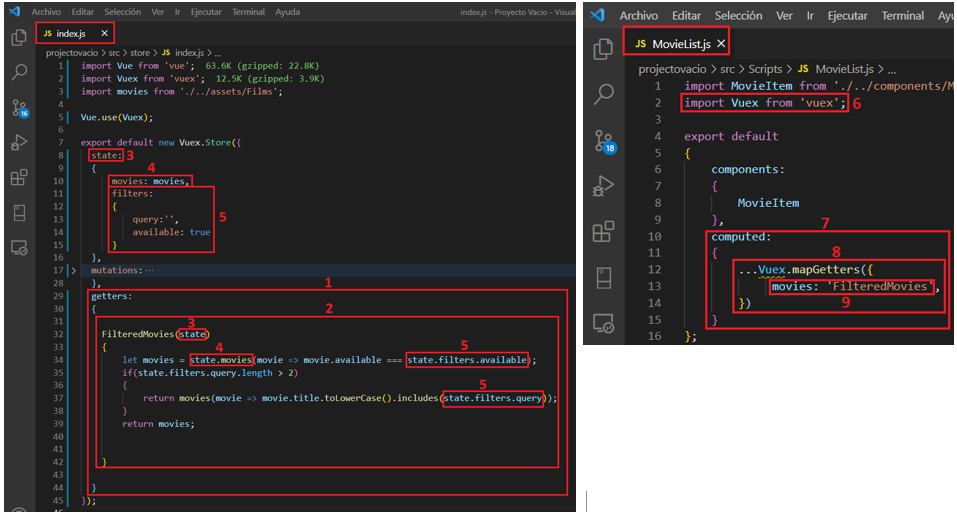 Archivo Editar Selección Ver Ir Ejecutar Terminal Ayuda
index.js - Proyecto Vacio - Visual
JS index.js ×
projectovacio > src > store > JS index.js > ...
1 import Vue from 'vue'; 63.6K (gzipped: 22.8K)
2 import Vuex from 'vuex'; 12.5K (gzipped: 3.9K)
3 import movies from './../assets/Films';
4
5 Vue.use(Vuex);
6
7 export default new Vuex.Store({
8 state: 3
9 { 4
10 movies: movies,
11 filters:
12 {
13 query:'', 5
14 available: true
15 }
16 },
17 > mutations: ...
28 }, 1
29 getters:
30 { 2
31 3
32 FilteredMovies(state)
33 { 4 5
34 let movies = state.movies(movie => movie.available === state.filters.available);
35 if(state.filters.query.length > 2)
36 { 5
37 return movies(movie => movie.title.toLowerCase().includes(state.filters.query));
38 }
39 return movies;
40
41
42 }
43
44 }
45 });
16
Archivo Editar Selección Ver Ir Ejecutar Terminal
JS MovieList.js ×
projectovacio > src > Scripts > JS MovieList.js > ...
1 import MovieItem from './../components/M
2 import Vuex from 'vuex'; 6
3
4 export default
5 {
6 components:
7 {
8 MovieItem
9 }, 7
10 computed:
11 { 8
12 ...Vuex.mapGetters({
13 movies: 'FilteredMovies',
14 }) 9
15 }
16 };
18